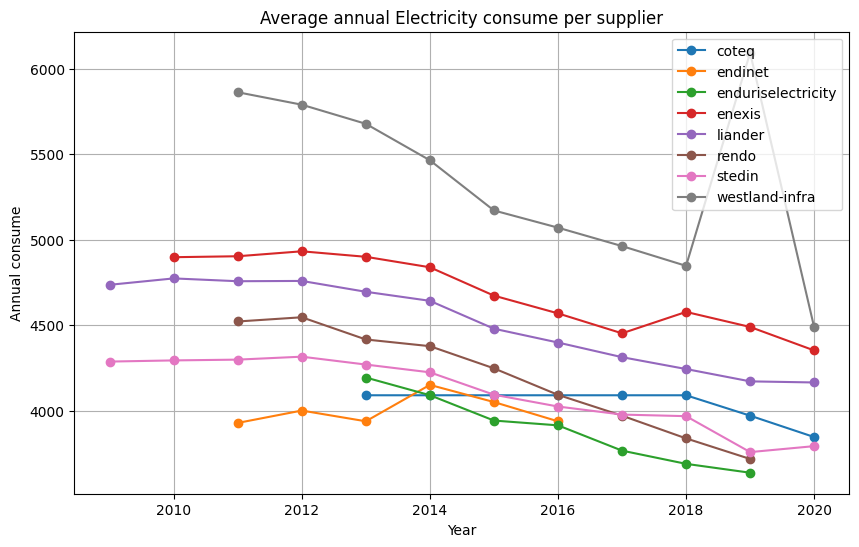 Average annual Electricity consume per supplier
coteq
endinet
enduriselectricity
enexis
liander
rendo
stedin
westland-infra
Annual consume
6000
5500
5000
4500
4000
2010
2012
2014
2016
2018
2020
Year